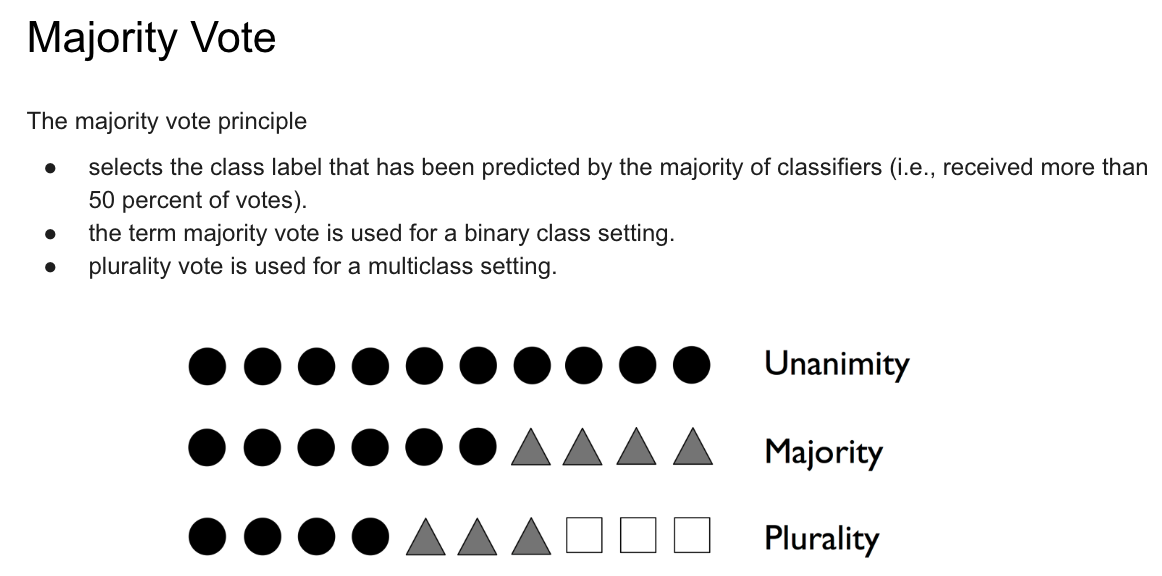 Majority Vote
The majority vote principle
● selects the class label that has been predicted by the majority of classifiers (i.e., received more than
50 percent of votes).
● the term majority vote is used for a binary class setting.
● plurality vote is used for a multiclass setting.
Unanimity
Majority
Plurality